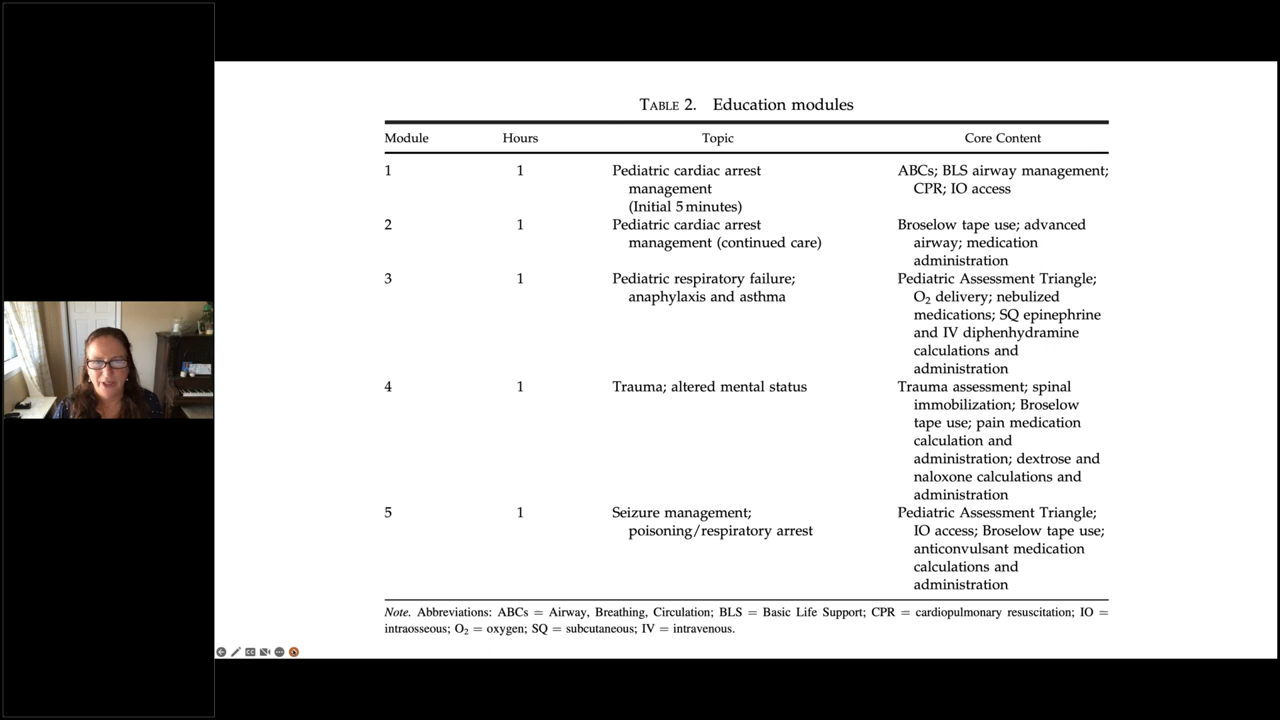 TABLE 2. Education modules
Module Hours Topic Core Content
1 1 Pediatric cardiac arrest ABCs; BLS airway management;
management CPR; IO access
(Initial 5 minutes)
2 1 Pediatric cardiac arrest Broselow tape use; advanced
management (continued care) airway; medication
administration
3 1 Pediatric respiratory failure; Pediatric Assessment Triangle;
anaphylaxis and asthma O2 delivery; nebulized
medications; SQ epinephrine
and IV diphenhydramine
calculations and
administration
4 1 Trauma; altered mental status Trauma assessment; spinal
immobilization; Broselow
tape use; pain medication
calculation and
administration; dextrose and
naloxone calculations and
administration
5 1 Seizure management; Pediatric Assessment Triangle;
poisoning/respiratory arrest IO access; Broselow tape use;
anticonvulsant medication
calculations and
administration
Note. Abbreviations: ABCs = Airway, Breathing, Circulation; BLS = Basic Life Support; CPR = cardiopulmonary resuscitation; IO =
intraosseous; O2 = oxygen; SQ = subcutaneous; IV = intravenous.